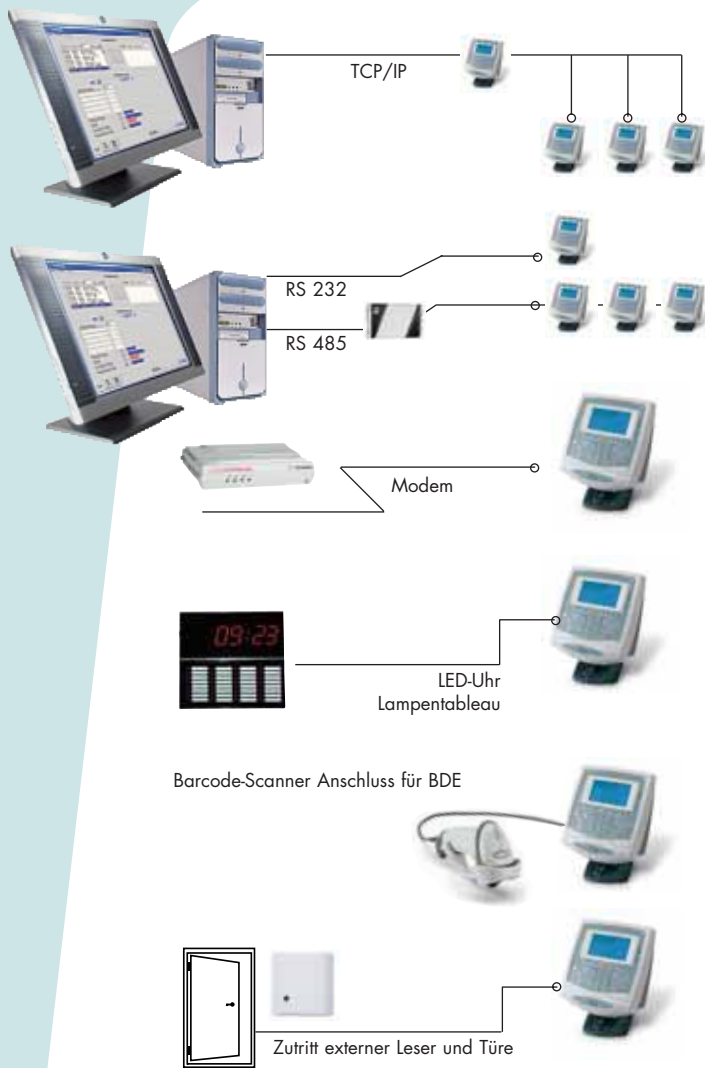 TCP/IP
RS 232
RS 485
Modem
09:23
LED-Uhr
Lampentableau
Barcode-Scanner Anschluss für BDE
Zutritt externer Leser und Türe